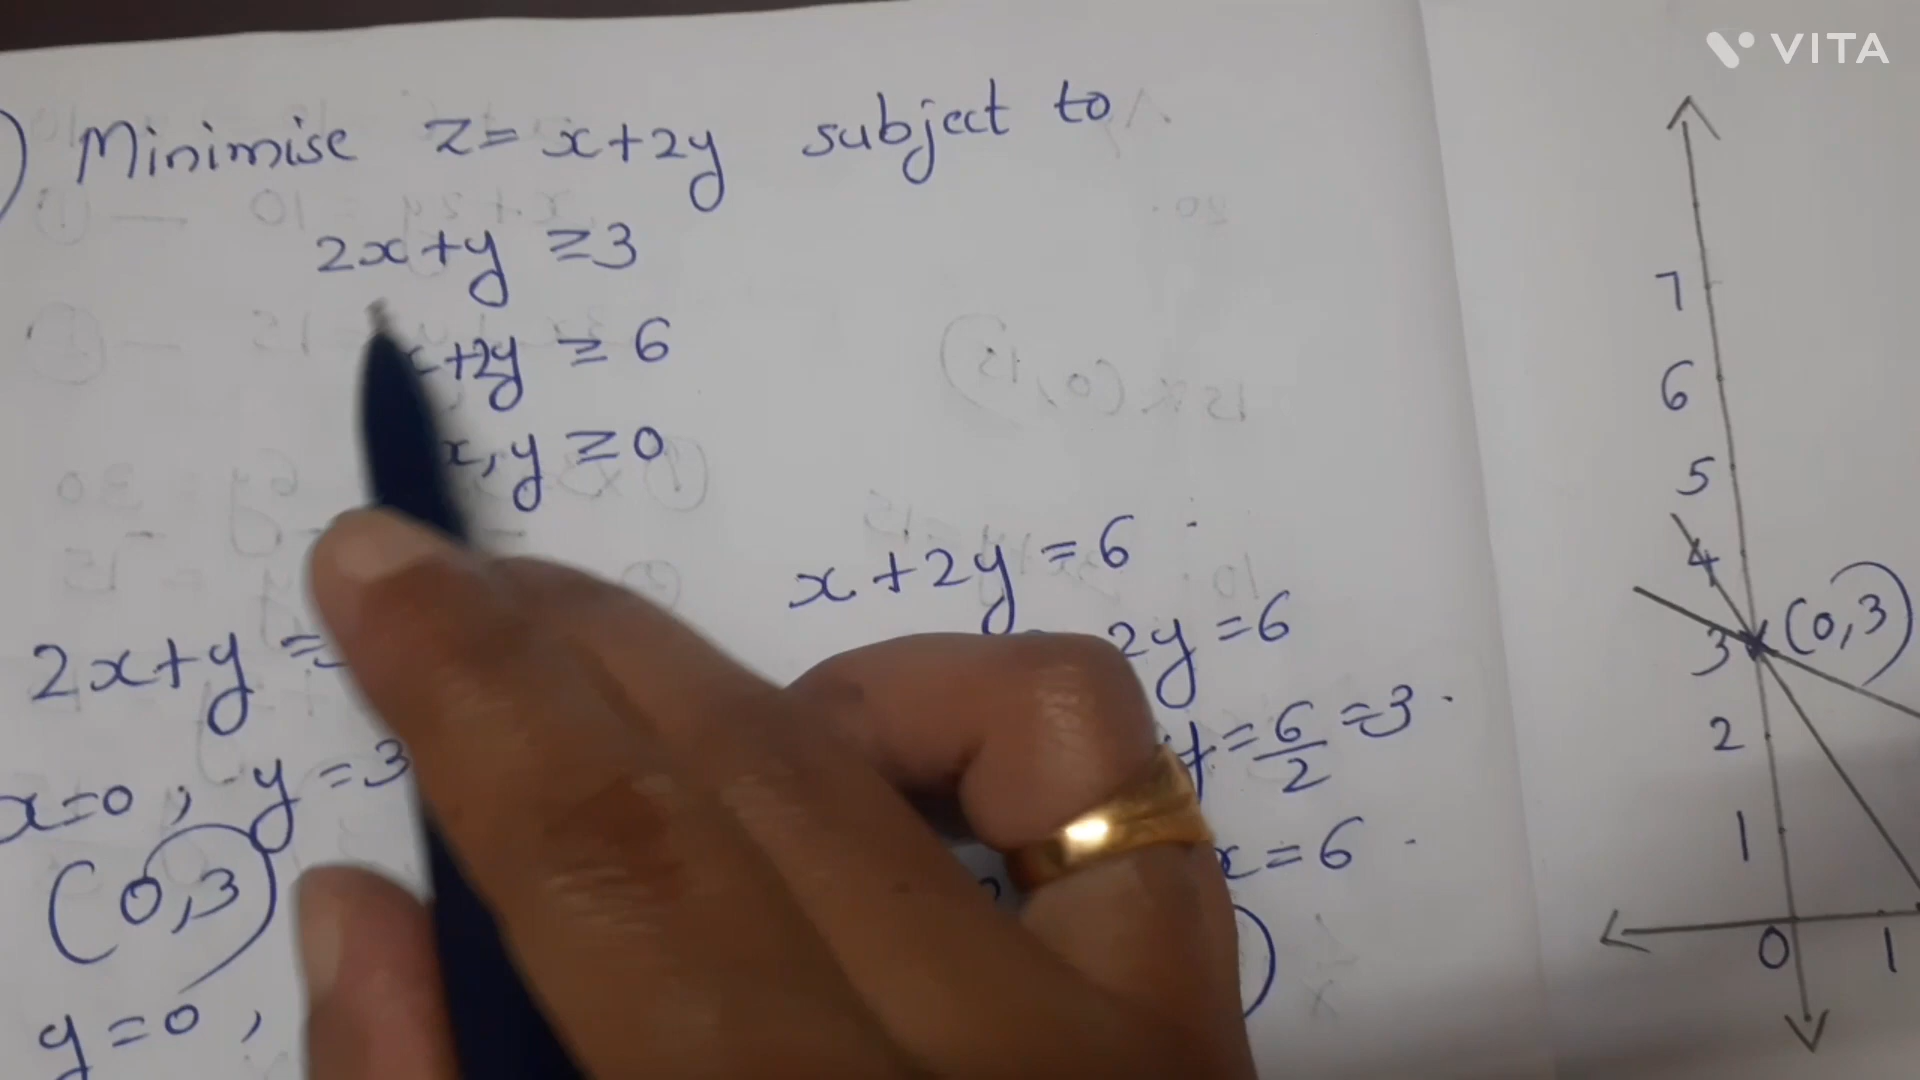 VITA
) Minimise z = x+2y subject to
2x+y ≥ 3
x+2y ≥ 6
x, y ≥ 0
2x+y =
x=0, y=3
(0,3)
y=0,
x+2y=6
2y=6
y=6/2=3
x=6
7
6
5
4
3 (0,3)
2
1
0 1